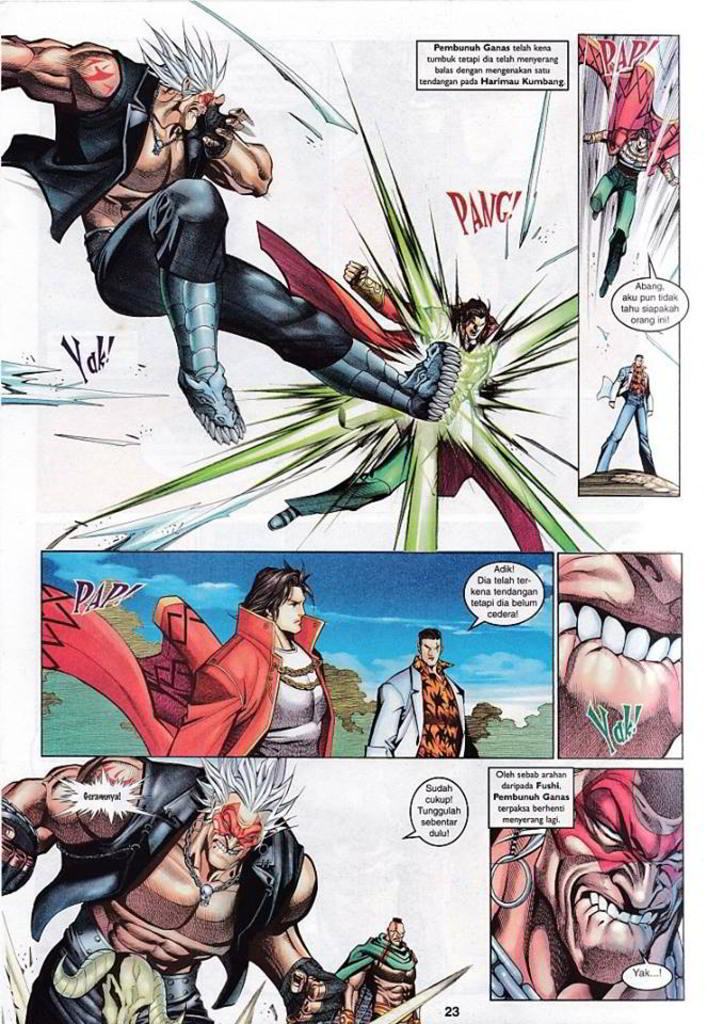 Pembunuh Ganas telah kena
tumbuk tetapi dia telah menyerang
balas dengan mengenakan satu
tendangan pada Harimau Kumbang.
PAP!
PANG!
Yak!
Abang,
aku pun tidak
tahu siapakah
orang ini!
PAP!
Adik!
Dia telah ter-
kena tendangan
tetapi dia belum
cedera!
Yak!
Geramnya!
Sudah
cukup!
Tunggulah
sebentar
dulu!
Oleh sebab arahan
daripada Fushi,
Pembunuh Ganas
terpaksa berhenti
menyerang lagi.
Yak...!
23